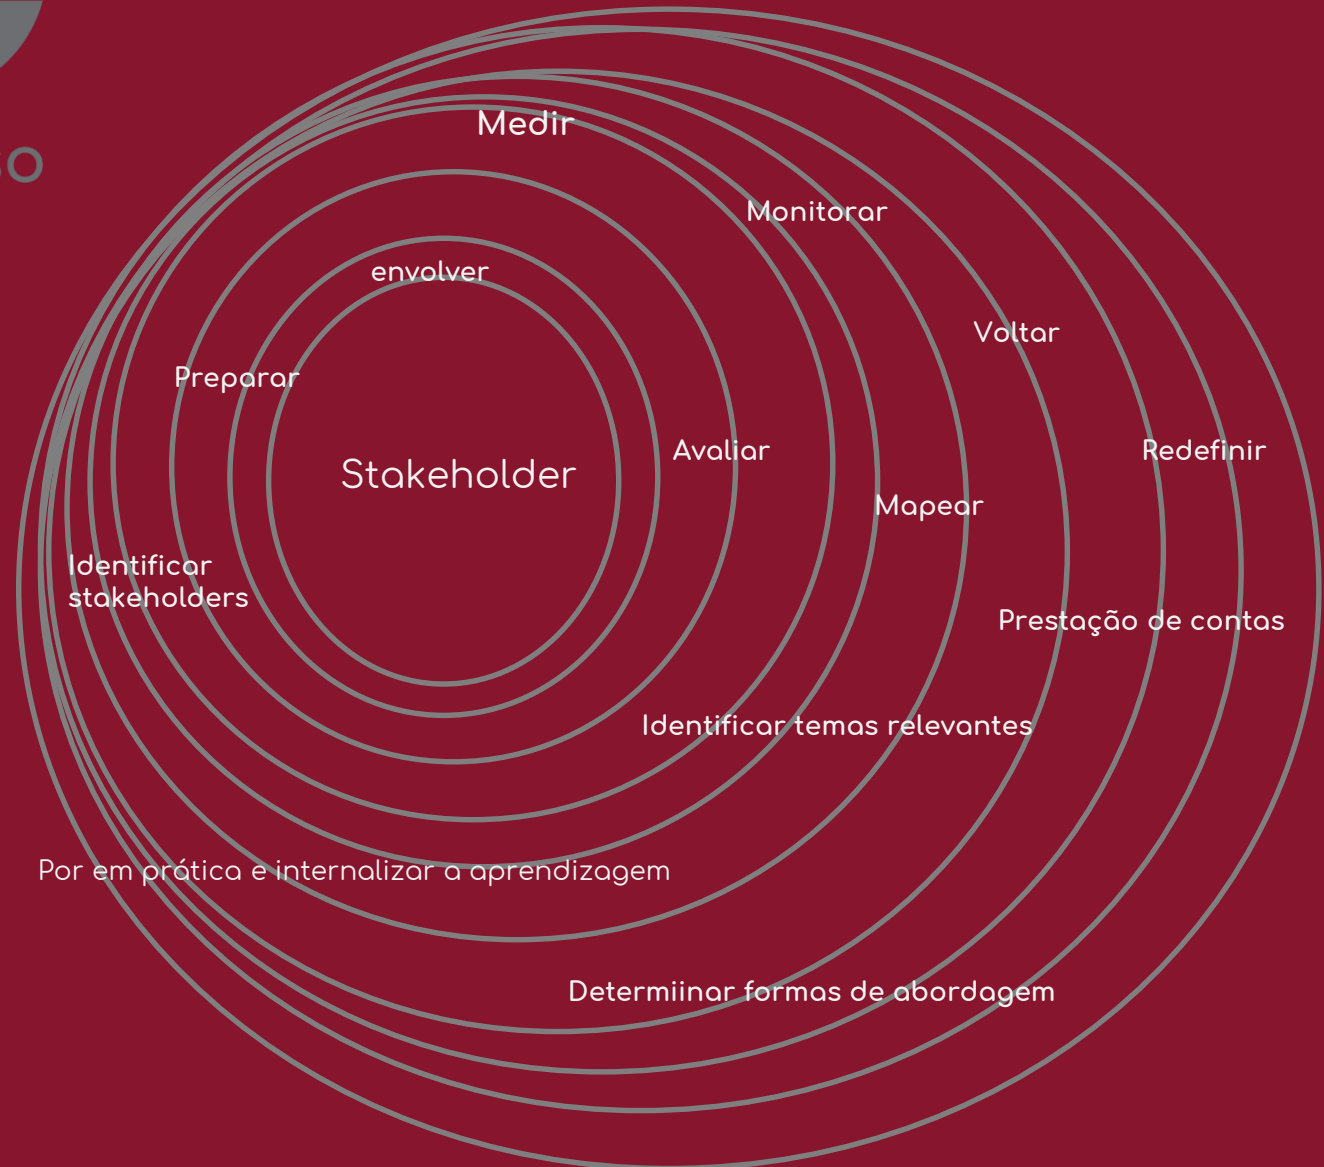 Medir
Monitorar
envolver
Voltar
Preparar
Avaliar
Redefinir
Stakeholder
Mapear
Identificar
stakeholders
Prestação de contas
Identificar temas relevantes
Por em prática e internalizar a aprendizagem
Determiinar formas de abordagem